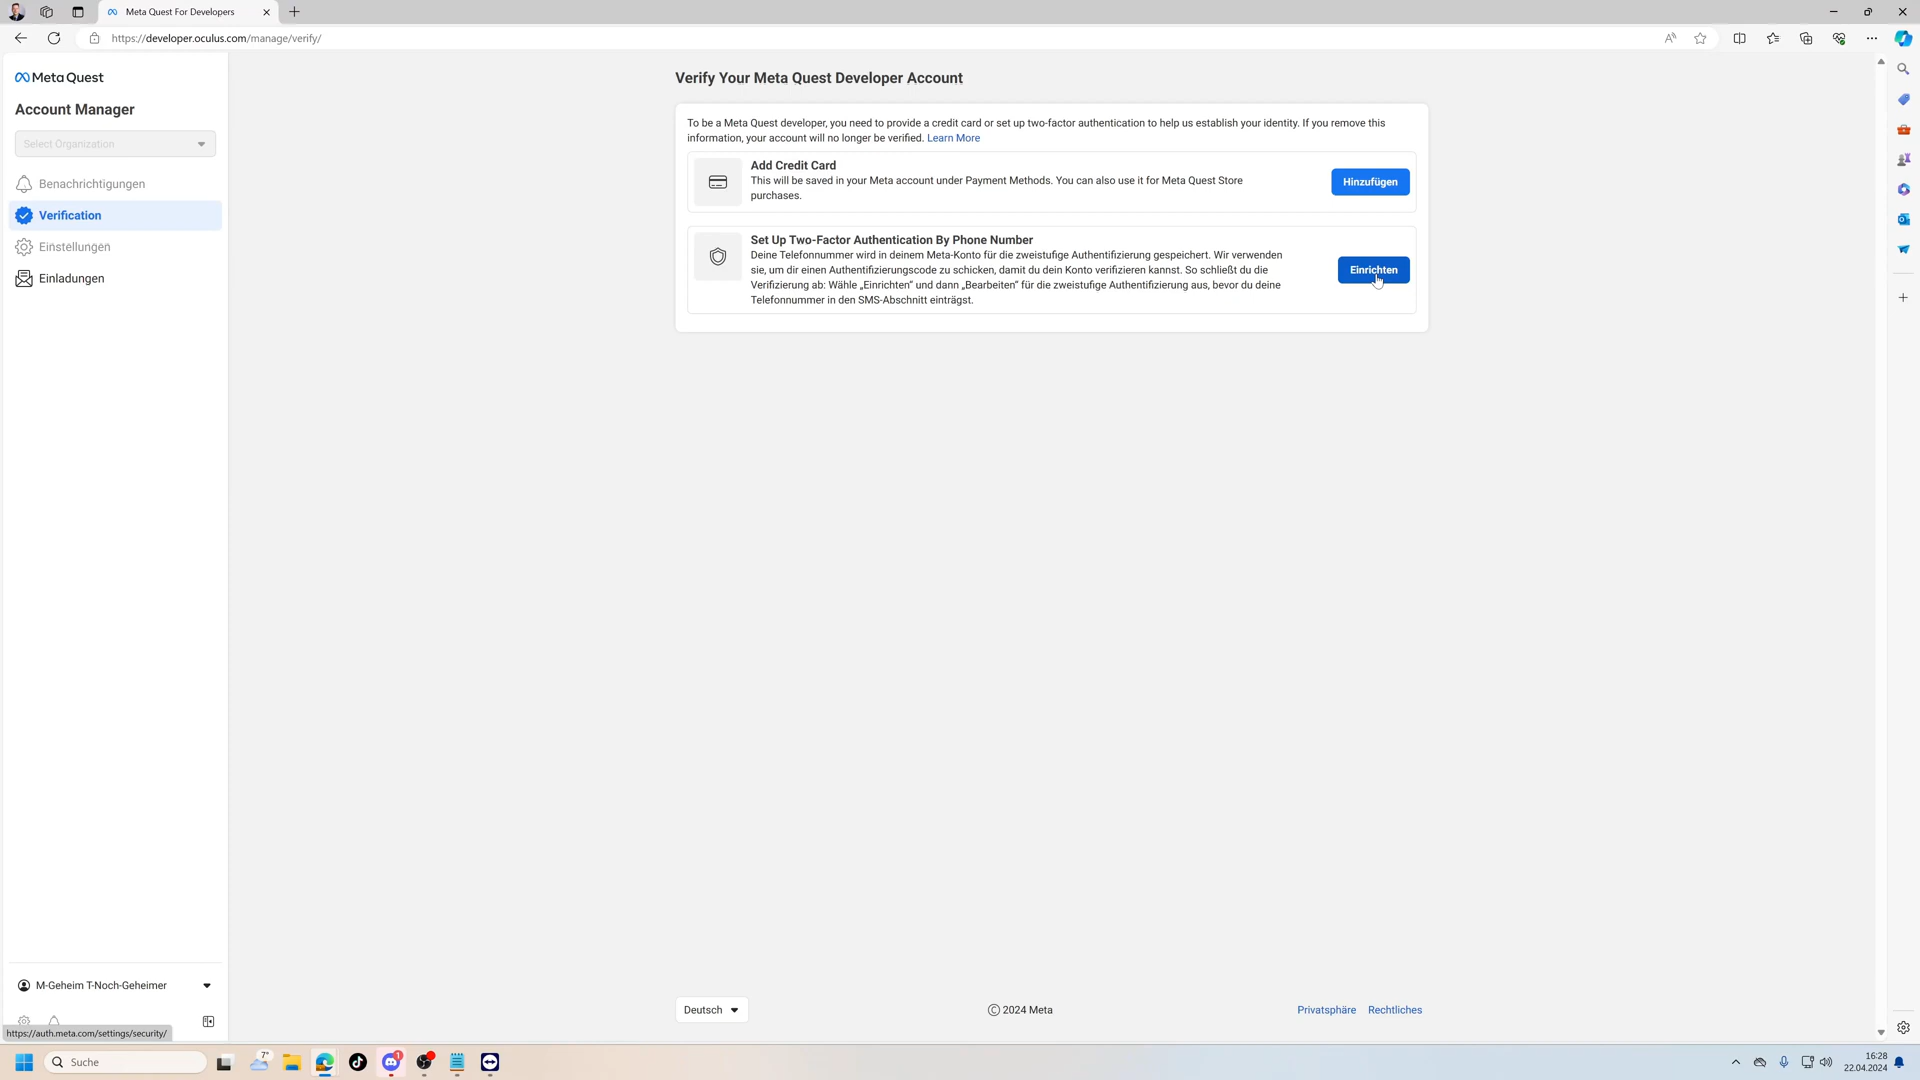 Meta Quest For Developers
https://developer.oculus.com/manage/verify/
Meta Quest
Account Manager
Select Organization
Benachrichtigungen
Verification
Einstellungen
Einladungen
Verify Your Meta Quest Developer Account
To be a Meta Quest developer, you need to provide a credit card or set up two-factor authentication to help us establish your identity. If you remove this
information, your account will no longer be verified. Learn More
Add Credit Card
This will be saved in your Meta account under Payment Methods. You can also use it for Meta Quest Store
purchases.
Hinzufügen
Set Up Two-Factor Authentication By Phone Number
Deine Telefonnummer wird in deinem Meta-Konto für die zweistufige Authentifizierung gespeichert. Wir verwenden
sie, um dir einen Authentifizierungscode zu schicken, damit du dein Konto verifizieren kannst. So schließt du die
Verifizierung ab: Wähle „Einrichten“ und dann „Bearbeiten“ für die zweistufige Authentifizierung aus, bevor du deine
Telefonnummer in den SMS-Abschnitt einträgst.
Einrichten
M-Geheim T-Noch-Geheimer
Deutsch
© 2024 Meta
Privatsphäre
Rechtliches
https://auth.meta.com/settings/security/
Suche
7°
1
16:28
22.04.2024